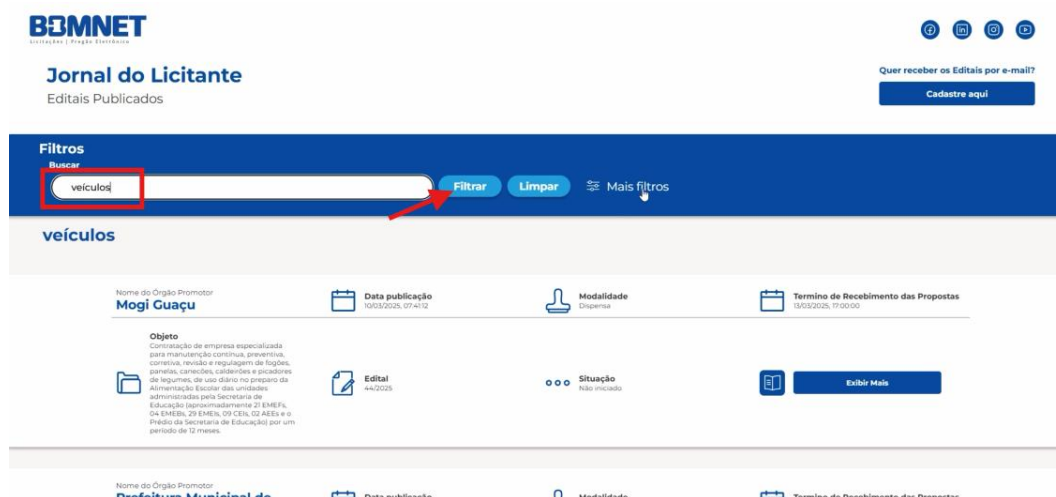 BOMNET
Licitações | Pregão Eletrônico
Jornal do Licitante
Editais Publicados
Quer receber os Editais por e-mail?
Cadastre aqui
Filtros
Buscar
veículos
Filtrar
Limpar
Mais filtros
veículos
Nome do Órgão Promotor
Mogi Guaçu
Data publicação
10/03/2025, 07:41:12
Modalidade
Dispensa
Termino de Recebimento das Propostas
13/03/2025, 17:00:00
Objeto
Contratação de empresa especializada
para manutenção contínua, preventiva,
corretiva, revisão e regulagem de fogões,
panelas, canecões, caldeirões e picadores
de legumes, de uso diário no preparo da
Alimentação Escolar das unidades
administradas pela Secretaria de
Educação (aproximadamente 21 EMEFs,
04 EMEBs, 29 EMEIs, 09 CEIs, 02 AEEs e o
Prédio da Secretaria de Educação) por um
período de 12 meses.
Edital
44/2025
Situação
Não iniciado
Exibir Mais
Nome do Órgão Promotor
Prefeitura Municipal de
Data publicação
Modalidade
Termino de Recebimento das Propostas